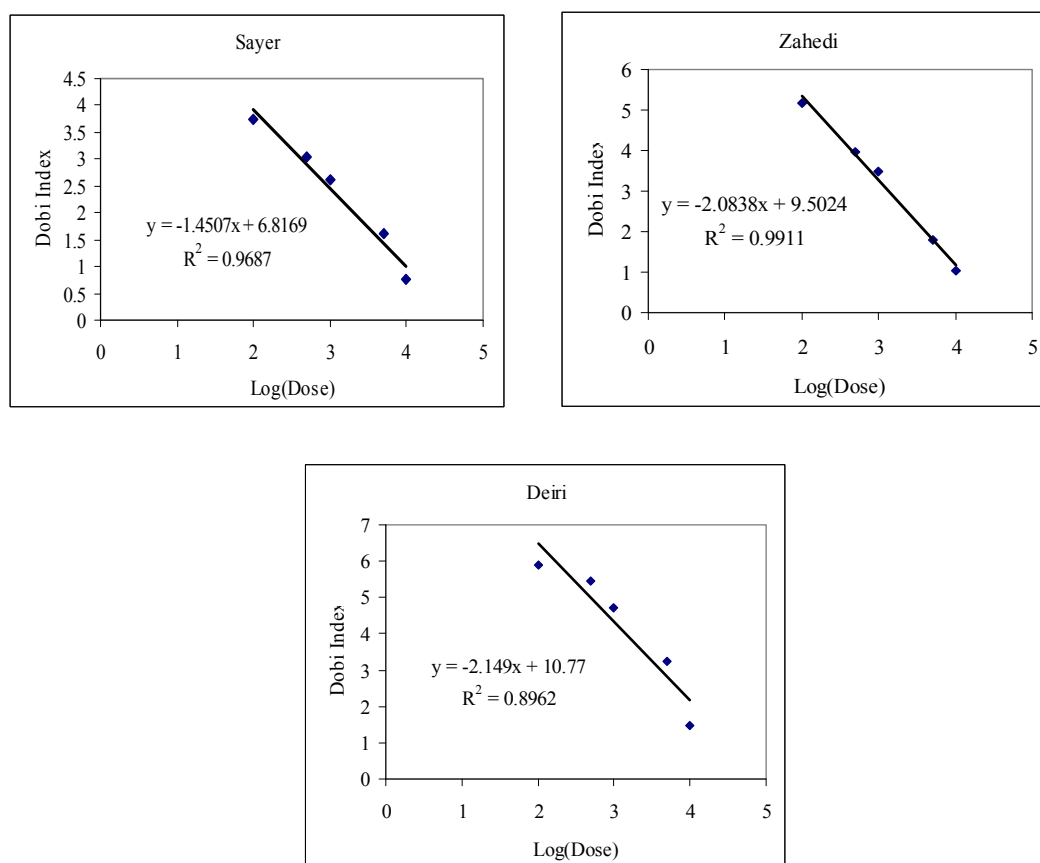 Sayer
4.5
4
3.5
3
2.5
2
1.5
1
0.5
0
Dobi Index
y = -1.4507x + 6.8169
R² = 0.9687
0 1 2 3 4 5
Log(Dose)
Zahedi
6
5
4
3
2
1
0
Dobi Index
y = -2.0838x + 9.5024
R² = 0.9911
0 1 2 3 4 5
Log(Dose)
Deiri
7
6
5
4
3
2
1
0
Dobi Index
y = -2.149x + 10.77
R² = 0.8962
0 1 2 3 4 5
Log(Dose)